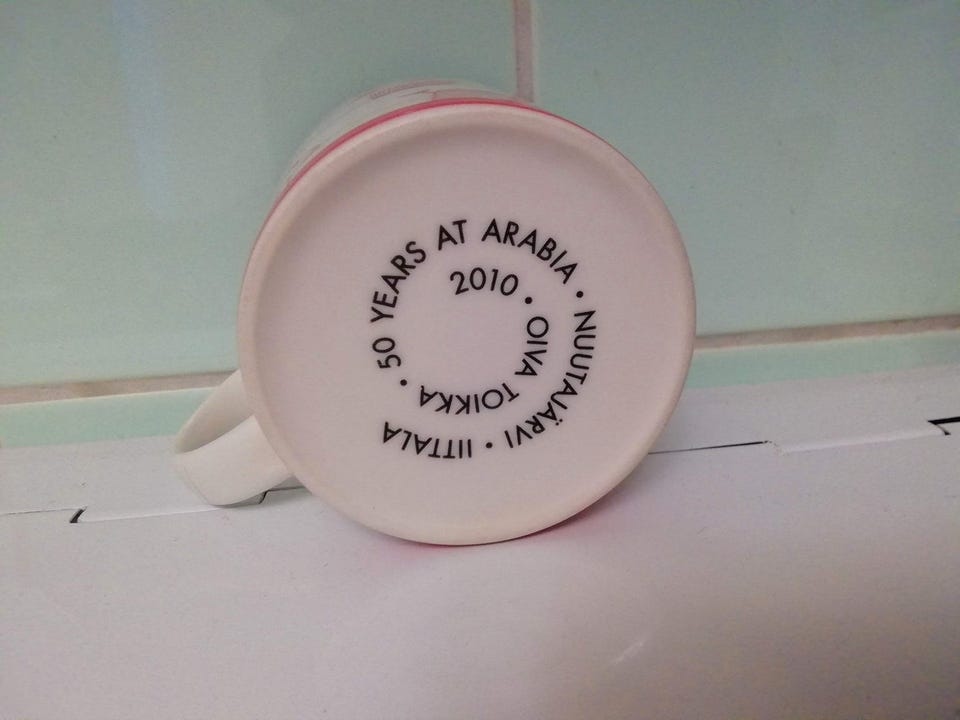 2010 • OIVA TOIKKA • 50 YEARS AT ARABIA • NUUTAJÄRVI • IITTALA